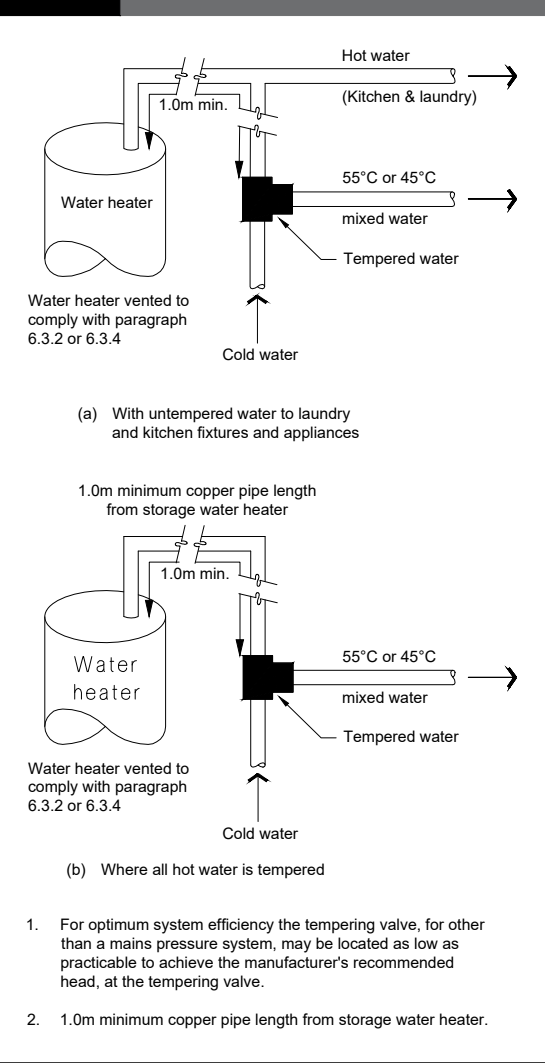 Hot water
1.0m min.
(Kitchen & laundry)
Water heater
55°C or 45°C
mixed water
Tempered water
Water heater vented to
comply with paragraph
6.3.2 or 6.3.4
Cold water
(a) With untempered water to laundry
and kitchen fixtures and appliances
1.0m minimum copper pipe length
from storage water heater
1.0m min.
Water
heater
55°C or 45°C
mixed water
Tempered water
Water heater vented to
comply with paragraph
6.3.2 or 6.3.4
Cold water
(b) Where all hot water is tempered
1. For optimum system efficiency the tempering valve, for other
than a mains pressure system, may be located as low as
practicable to achieve the manufacturer's recommended
head, at the tempering valve.
2. 1.0m minimum copper pipe length from storage water heater.